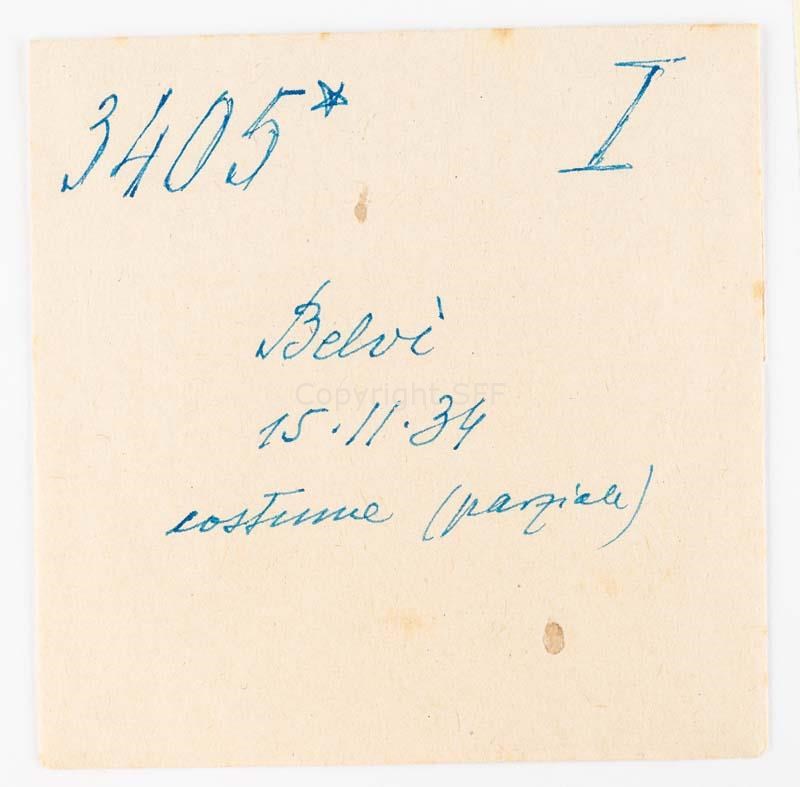 3405* I
Belvì
Copyright SFF
15.11.34
costume (parziale)